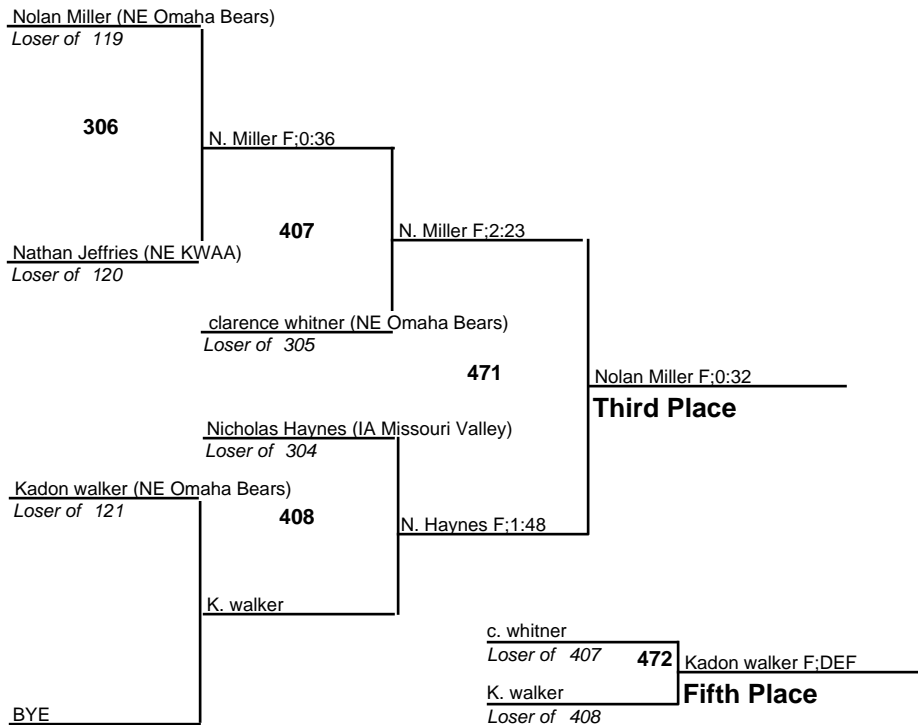 Nolan Miller (NE Omaha Bears)
Loser of 119
306
N. Miller F;0:36
407
N. Miller F;2:23
Nathan Jeffries (NE KWAA)
Loser of 120
clarence whitner (NE Omaha Bears)
Loser of 305
471
Nolan Miller F;0:32
Third Place
Nicholas Haynes (IA Missouri Valley)
Loser of 304
Kadon walker (NE Omaha Bears)
Loser of 121
408
N. Haynes F;1:48
K. walker
c. whitner
Loser of 407
472
Kadon walker F;DEF
Fifth Place
K. walker
Loser of 408
BYE